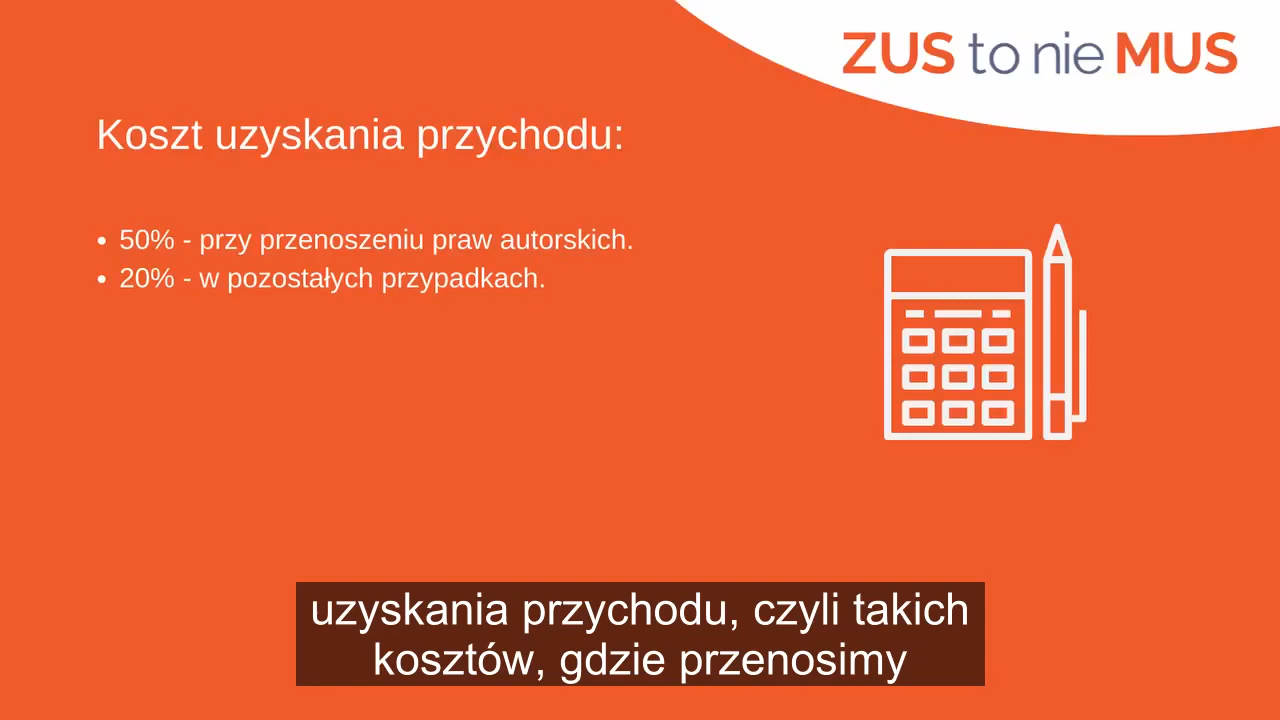 ZUS to nie MUS
Koszt uzyskania przychodu:
• 50% - przy przenoszeniu praw autorskich.
• 20% - w pozostałych przypadkach.
uzyskania przychodu, czyli takich
kosztów, gdzie przenosimy